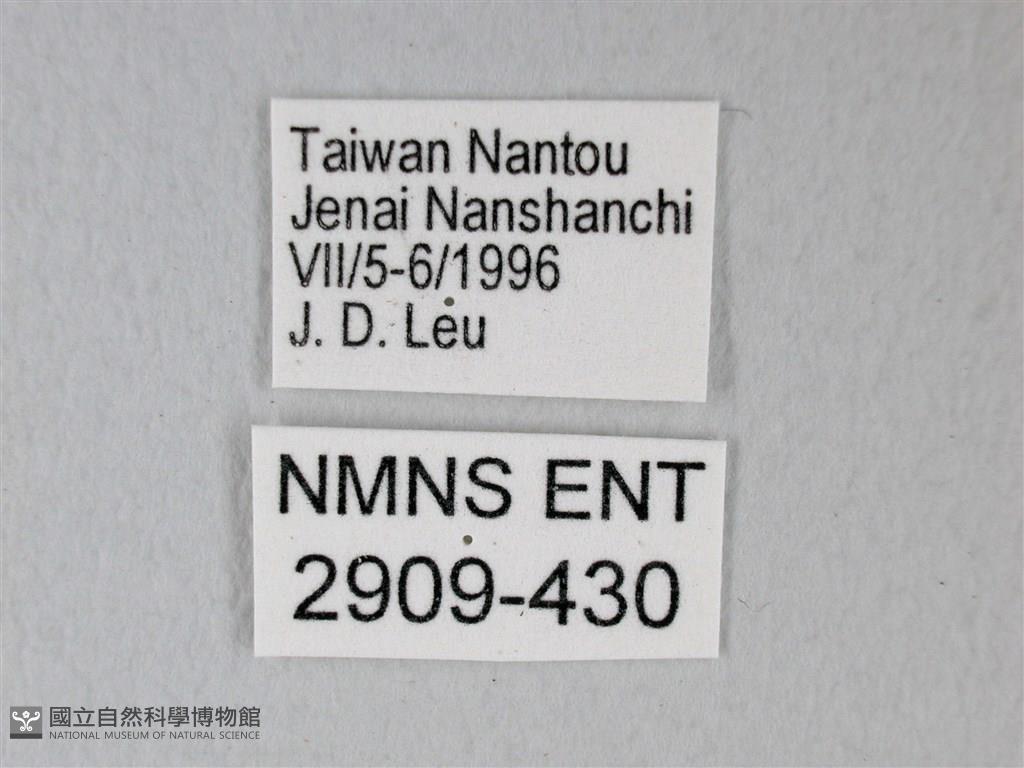 Taiwan Nantou
Jenai Nanshanchi
VII/5-6/1996
J. D. Leu
NMNS ENT
2909-430
國立自然科學博物館
NATIONAL MUSEUM OF NATURAL SCIENCE